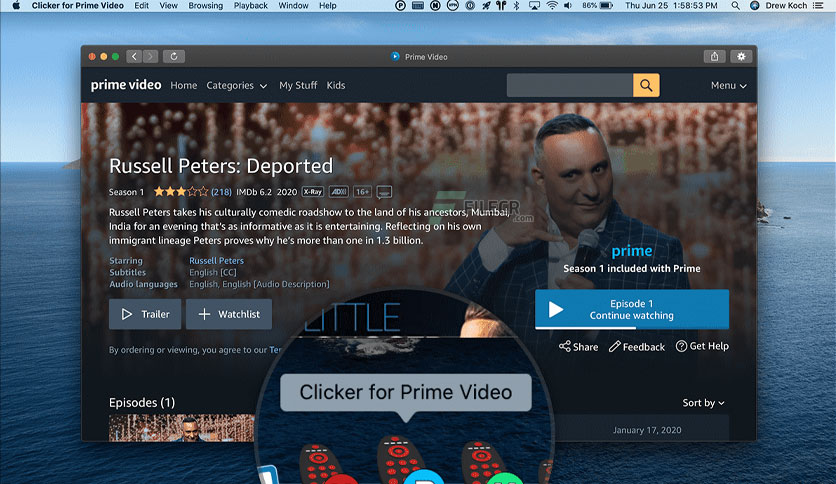 Clicker for Prime Video Edit View Browsing Playback Window Help 86% Thu Jun 25 1:58:53 PM Drew Koch
Prime Video
prime video Home Categories My Stuff Kids Menu
Russell Peters: Deported
Season 1 (218) IMDb 6.2 2020 X-Ray AD 16+
FILECR
.com
Russell Peters takes his culturally comedic roadshow to the land of his ancestors, Mumbai,
India for an evening that's as informative as it is entertaining. Reflecting on his own
immigrant lineage Peters proves why he's more than one in 1.3 billion.
Starring Russell Peters
Subtitles English [CC]
Audio languages English, English [Audio Description]
prime
Season 1 included with Prime
Trailer Watchlist
Episode 1
Continue watching
LITTLE
By ordering or viewing, you agree to our Ter
Share Feedback Get Help
Clicker for Prime Video
Episodes (1) Sort by
January 17, 2020